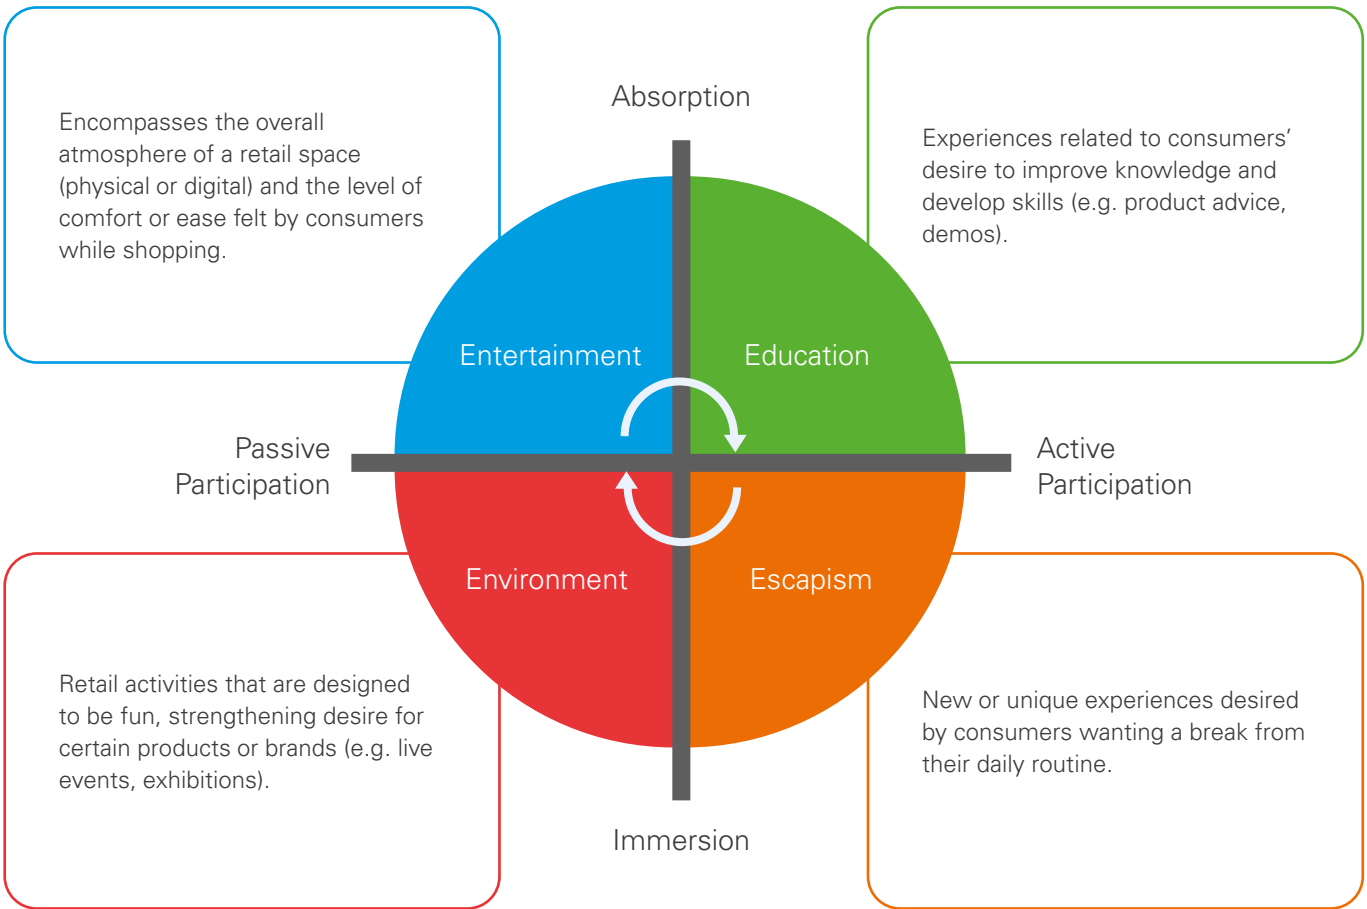 Absorption
Encompasses the overall
atmosphere of a retail space
(physical or digital) and the level of
comfort or ease felt by consumers
while shopping.
Experiences related to consumers’
desire to improve knowledge and
develop skills (e.g. product advice,
demos).
Entertainment
Education
Passive
Participation
Active
Participation
Environment
Escapism
Retail activities that are designed
to be fun, strengthening desire for
certain products or brands (e.g. live
events, exhibitions).
New or unique experiences desired
by consumers wanting a break from
their daily routine.
Immersion